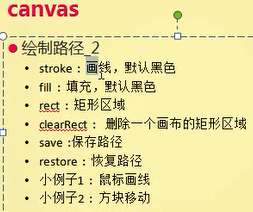 canvas
绘制路径_2
stroke : 画线，默认黑色
fill : 填充，默认黑色
rect : 矩形区域
clearRect : 删除一个画布的矩形区域
save :保存路径
restore : 恢复路径
小例子1 : 鼠标画线
小例子2 : 方块移动